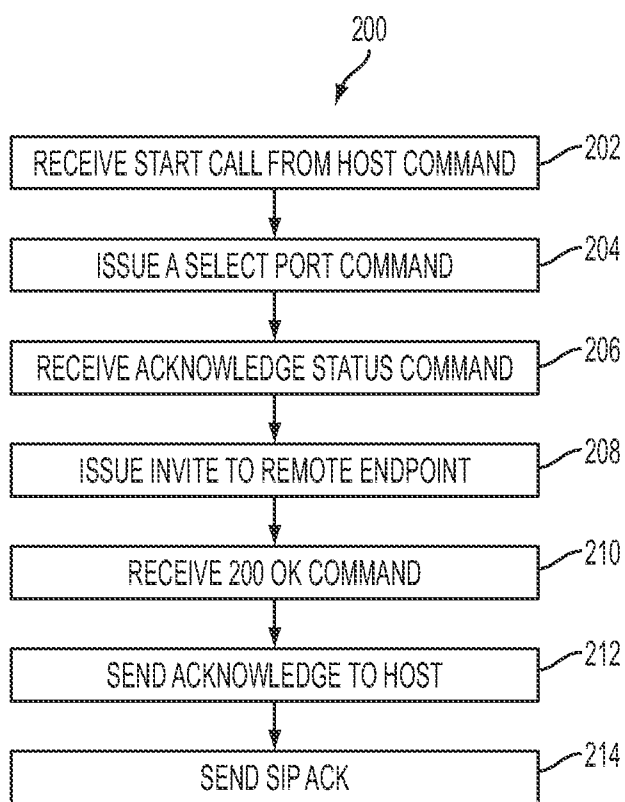 200
RECEIVE START CALL FROM HOST COMMAND
202
ISSUE A SELECT PORT COMMAND
204
RECEIVE ACKNOWLEDGE STATUS COMMAND
206
ISSUE INVITE TO REMOTE ENDPOINT
208
RECEIVE 200 OK COMMAND
210
SEND ACKNOWLEDGE TO HOST
212
SEND SIP ACK
214